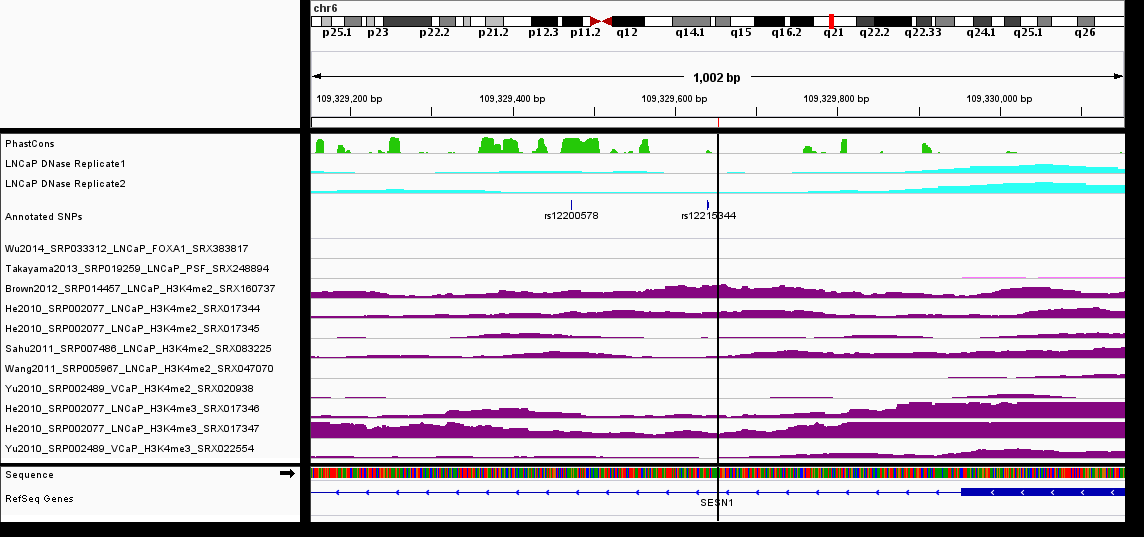 chr6
p25.1 p23 p22.2 p21.2 p12.3 p11.2 q12 q14.1 q15 q16.2 q21 q22.2 q22.33 q24.1 q25.1 q26
1,002 bp
109,329,200 bp 109,329,400 bp 109,329,600 bp 109,329,800 bp 109,330,000 bp
PhastCons
LNCaP DNase Replicate1
LNCaP DNase Replicate2
Annotated SNPs
rs12200578 rs12215344
Wu2014_SRP033312_LNCaP_FOXA1_SRX383817
Takayama2013_SRP019259_LNCaP_PSF_SRX248894
Brown2012_SRP014457_LNCaP_H3K4me2_SRX160737
He2010_SRP002077_LNCaP_H3K4me2_SRX017344
He2010_SRP002077_LNCaP_H3K4me2_SRX017345
Sahu2011_SRP007486_LNCaP_H3K4me2_SRX083225
Wang2011_SRP005967_LNCaP_H3K4me2_SRX047070
Yu2010_SRP002489_VCaP_H3K4me2_SRX020938
He2010_SRP002077_LNCaP_H3K4me3_SRX017346
He2010_SRP002077_LNCaP_H3K4me3_SRX017347
Yu2010_SRP002489_VCaP_H3K4me3_SRX022554
Sequence
RefSeq Genes
SESN1